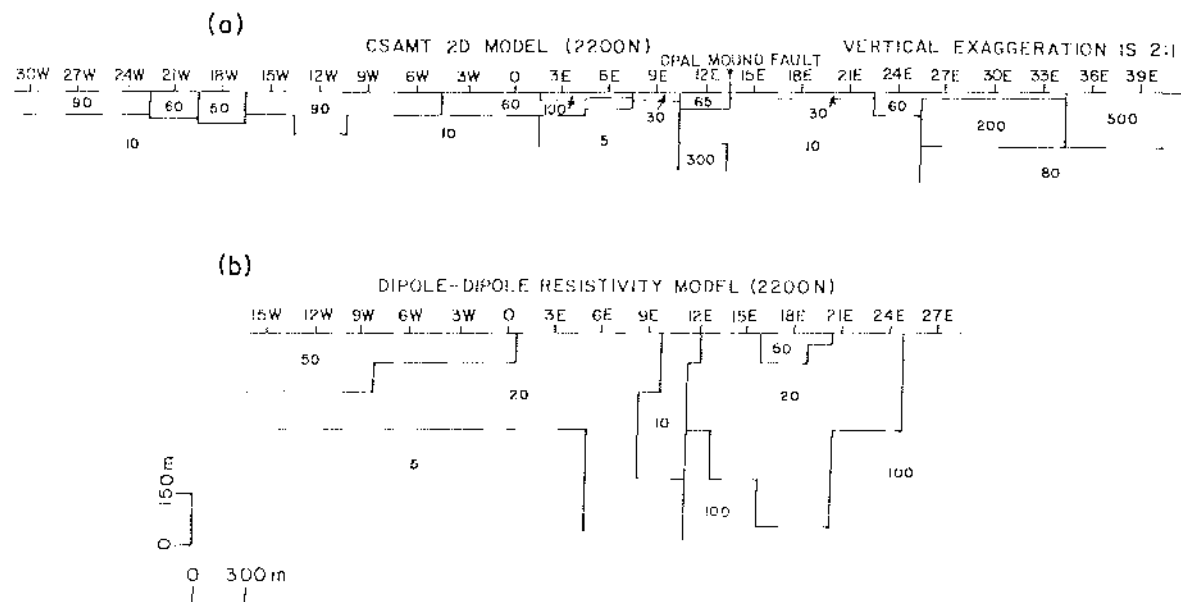 (a)
CSAMT 2D MODEL (2200N)
VERTICAL EXAGGERATION IS 2:1
OPAL MOUND FAULT
30W 27W 24W 21W 18W 15W 12W 9W 6W 3W 0 3E 6E 9E 12E 15E 18E 21E 24E 27E 30E 33E 36E 39E
90 60 50 90 60 100 30 65 30 60 200 500
10 10 5 300 10 80
(b)
DIPOLE-DIPOLE RESISTIVITY MODEL (2200N)
15W 12W 9W 6W 3W 0 3E 6E 9E 12E 15E 18E 21E 24E 27E
50 20 10 20
5 100 100
150m
0
0 300m